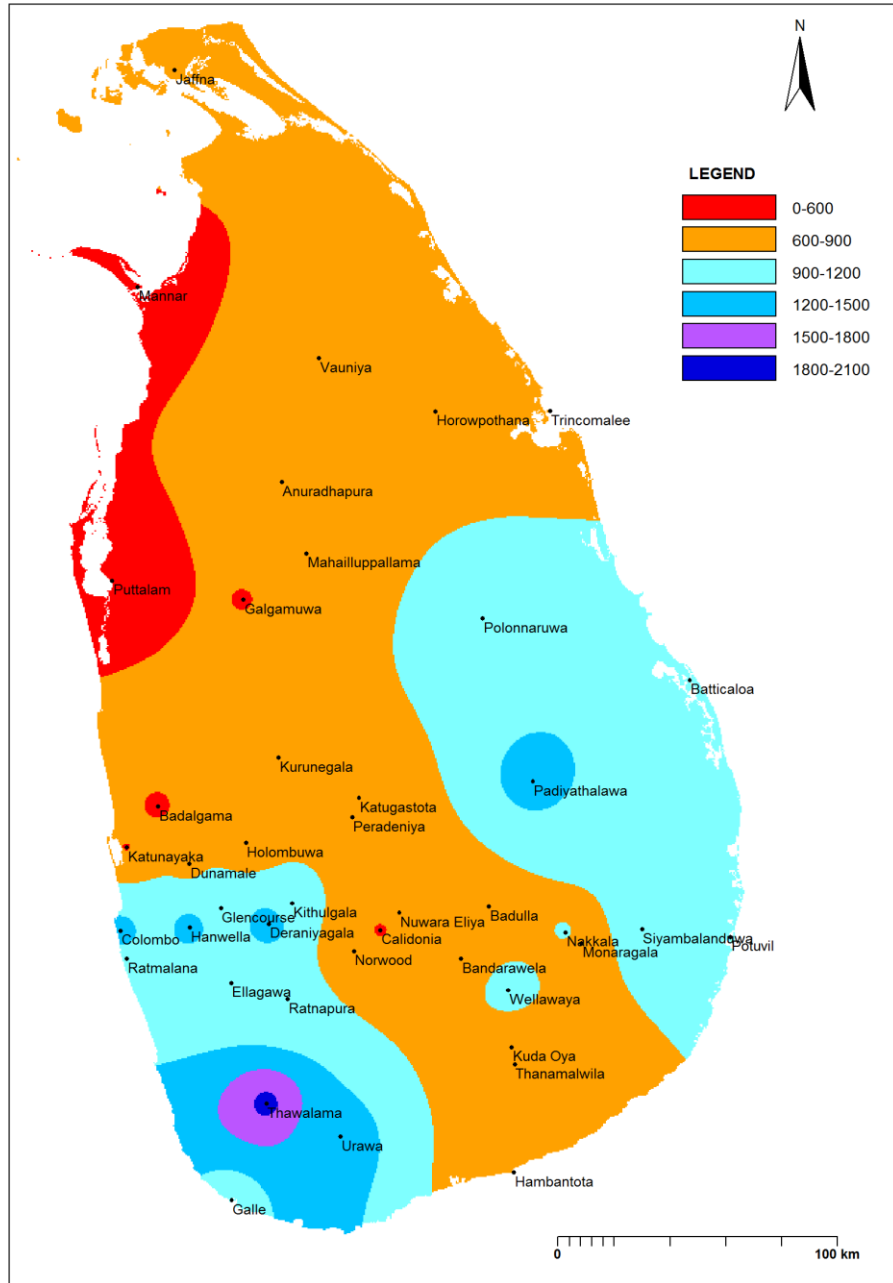 N
Jaffna
LEGEND
0-600
600-900
900-1200
1200-1500
1500-1800
1800-2100
Mannar
Vauniya
Horowpothana
Trincomalee
Anuradhapura
Mahailluppallama
Puttalam
Galgamuwa
Polonnaruwa
Batticaloa
Kurunegala
Padiyathalawa
Katugastota
Badalgama
Peradeniya
Holombuwa
Katunayaka
Dunamale
Kithulgala
Glencourse
Nuwara Eliya
Badulla
Deraniyagala
Hanwella
Colombo
Calidonia
Nakkala
Siyambalanduwa
Potuvil
Monaragala
Norwood
Bandarawela
Ratmalana
Ellagawa
Wellawaya
Ratnapura
Kuda Oya
Thanamalwila
Thawalama
Urawa
Hambantota
Galle
0
100 km